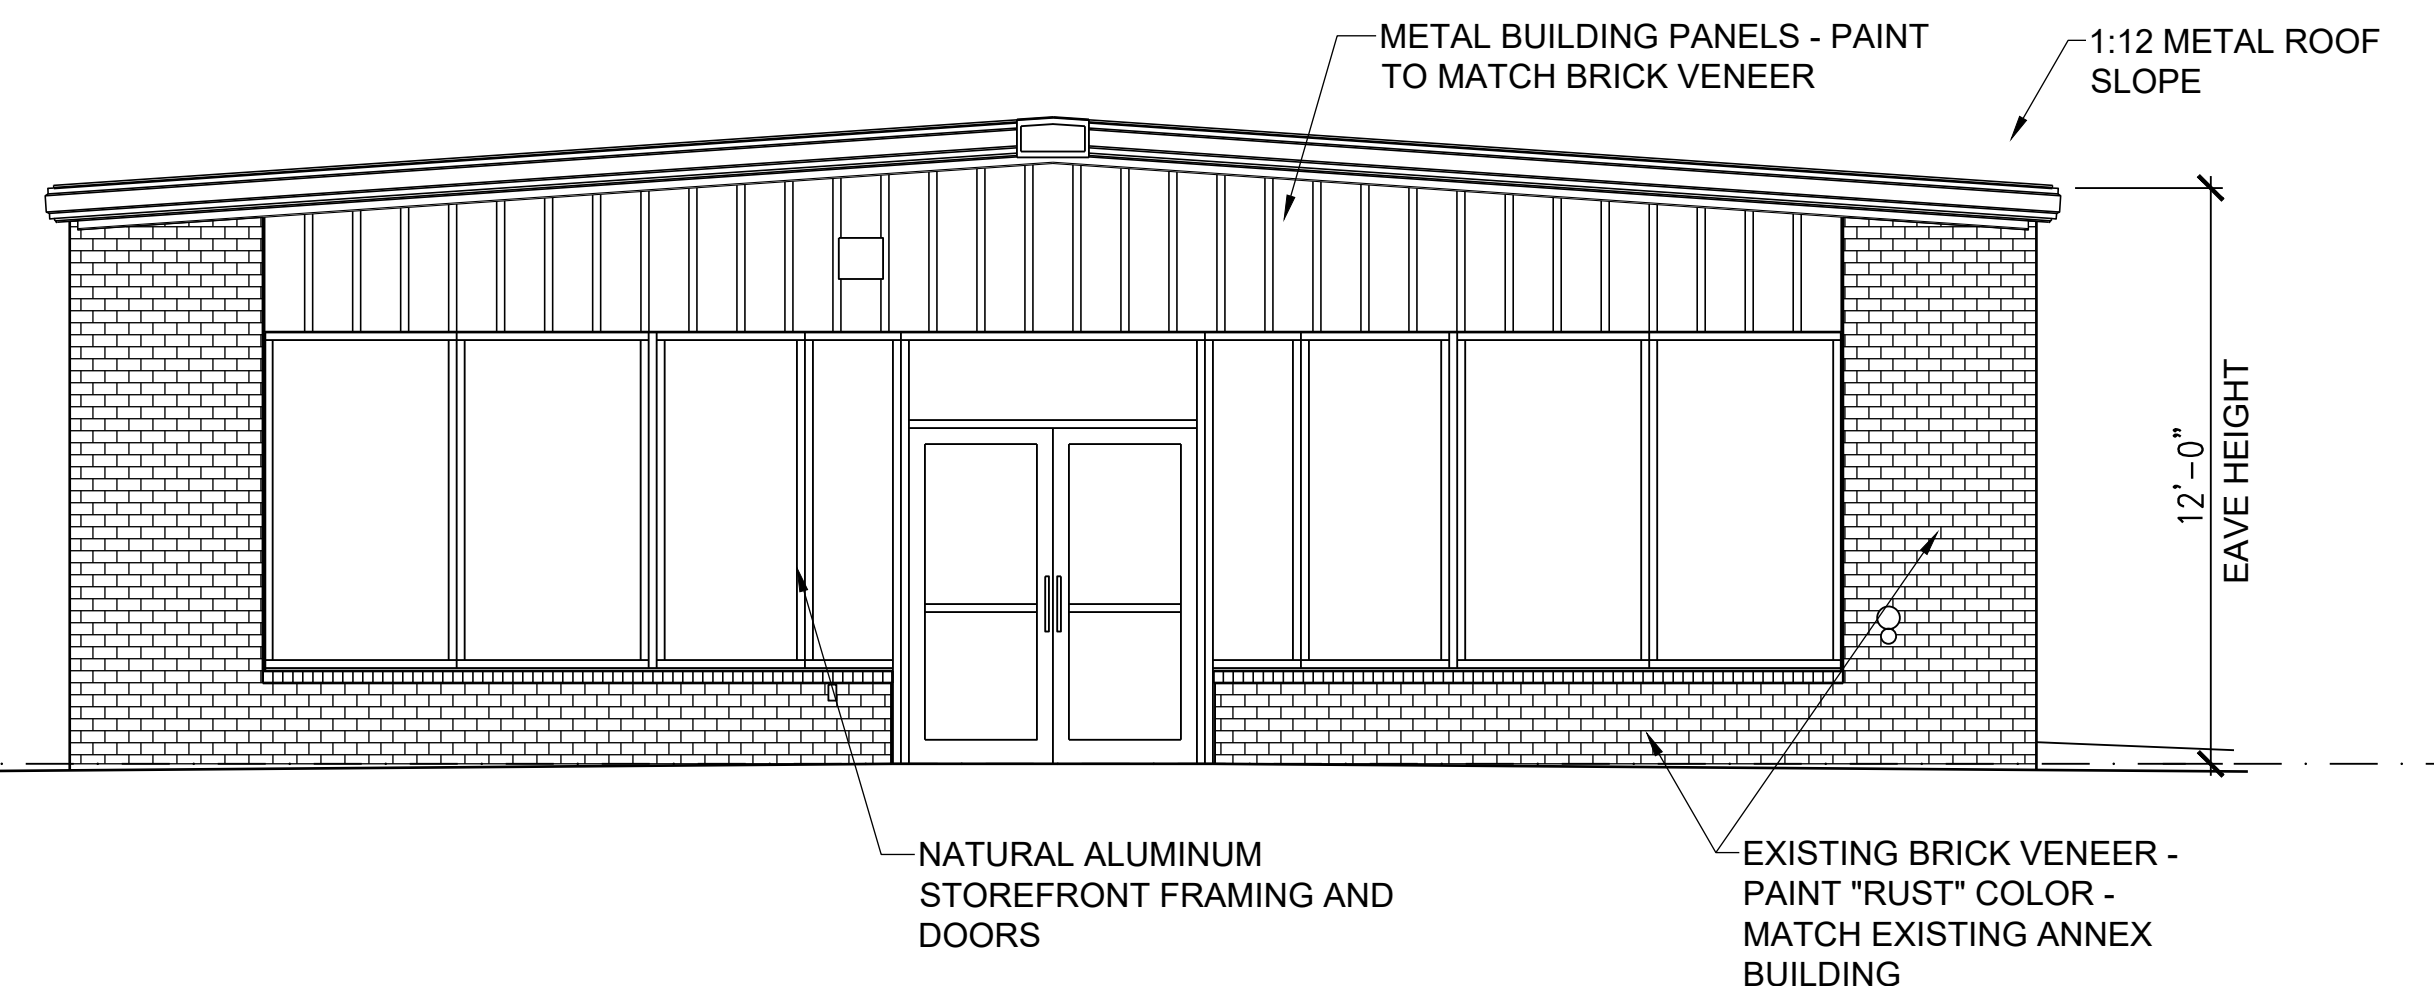 METAL BUILDING PANELS - PAINT
TO MATCH BRICK VENEER
1:12 METAL ROOF
SLOPE
12'-0"
EAVE HEIGHT
NATURAL ALUMINUM
STOREFRONT FRAMING AND
DOORS
EXISTING BRICK VENEER -
PAINT "RUST" COLOR -
MATCH EXISTING ANNEX
BUILDING